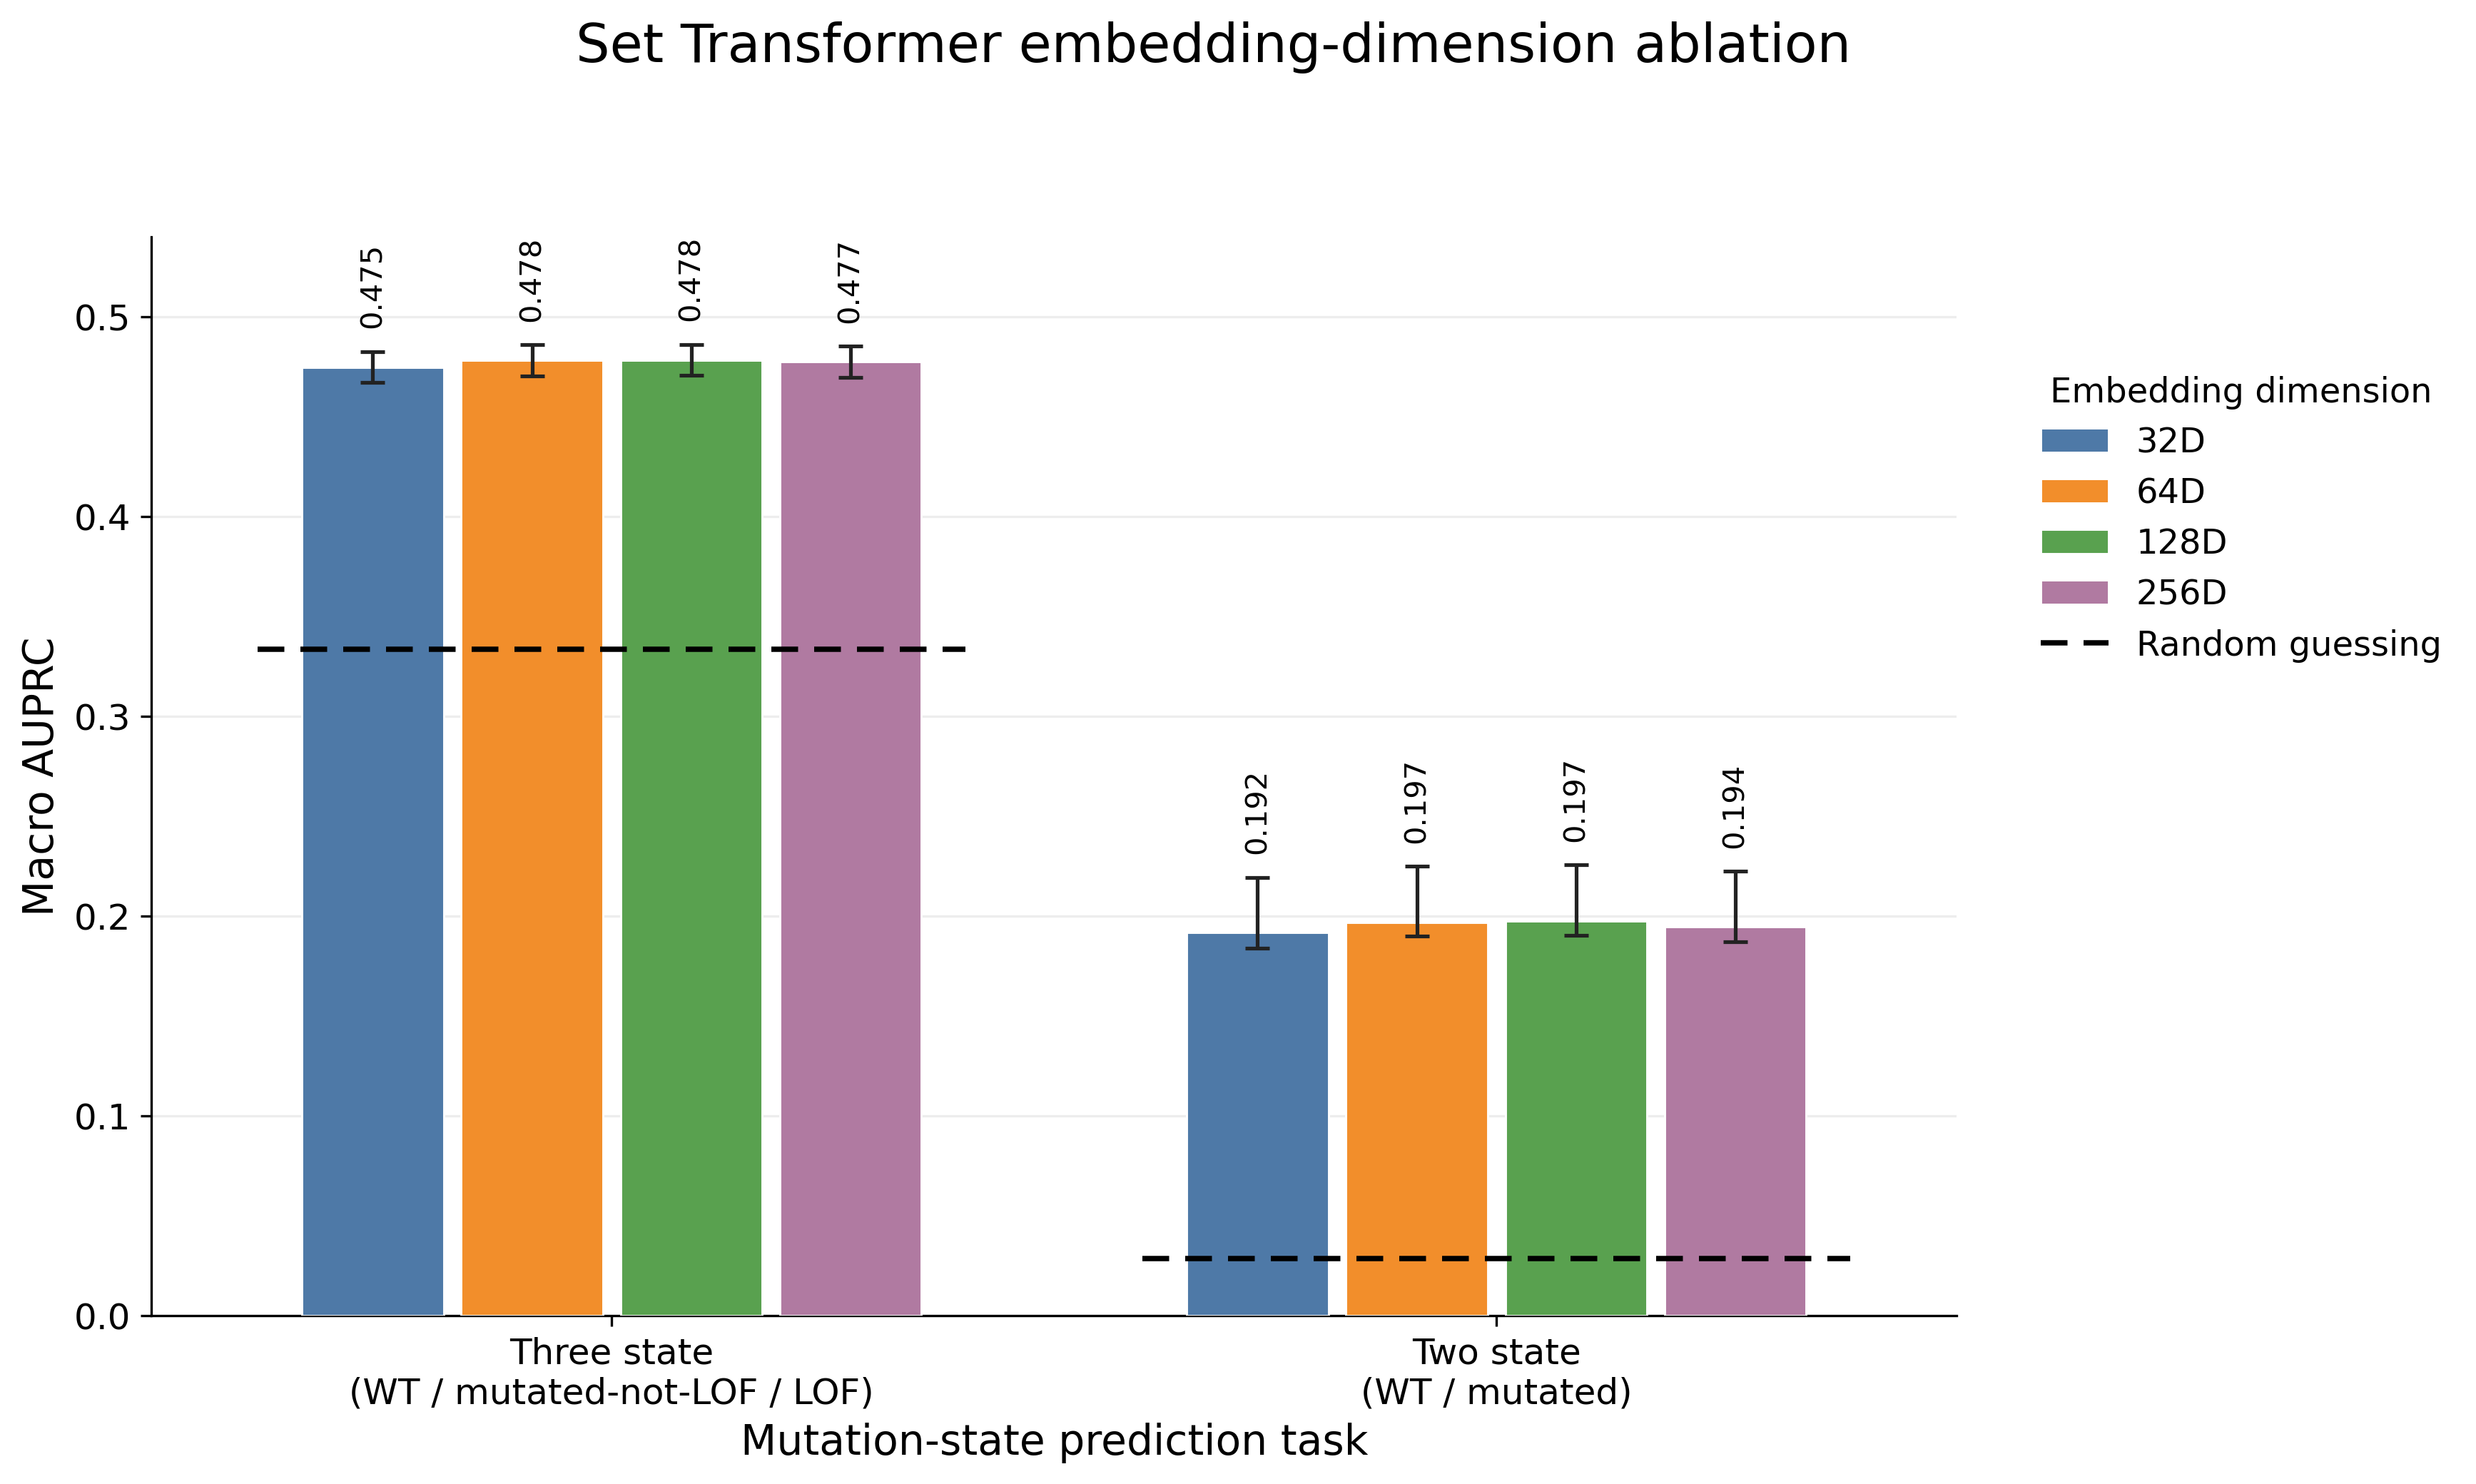 Set Transformer embedding-dimension ablation
0.475
0.478
0.478
0.477
0.192
0.197
0.197
0.194
Macro AUPRC
0.5
0.4
0.3
0.2
0.1
0.0
Three state
(WT / mutated-not-LOF / LOF)
Two state
(WT / mutated)
Mutation-state prediction task
Embedding dimension
32D
64D
128D
256D
Random guessing